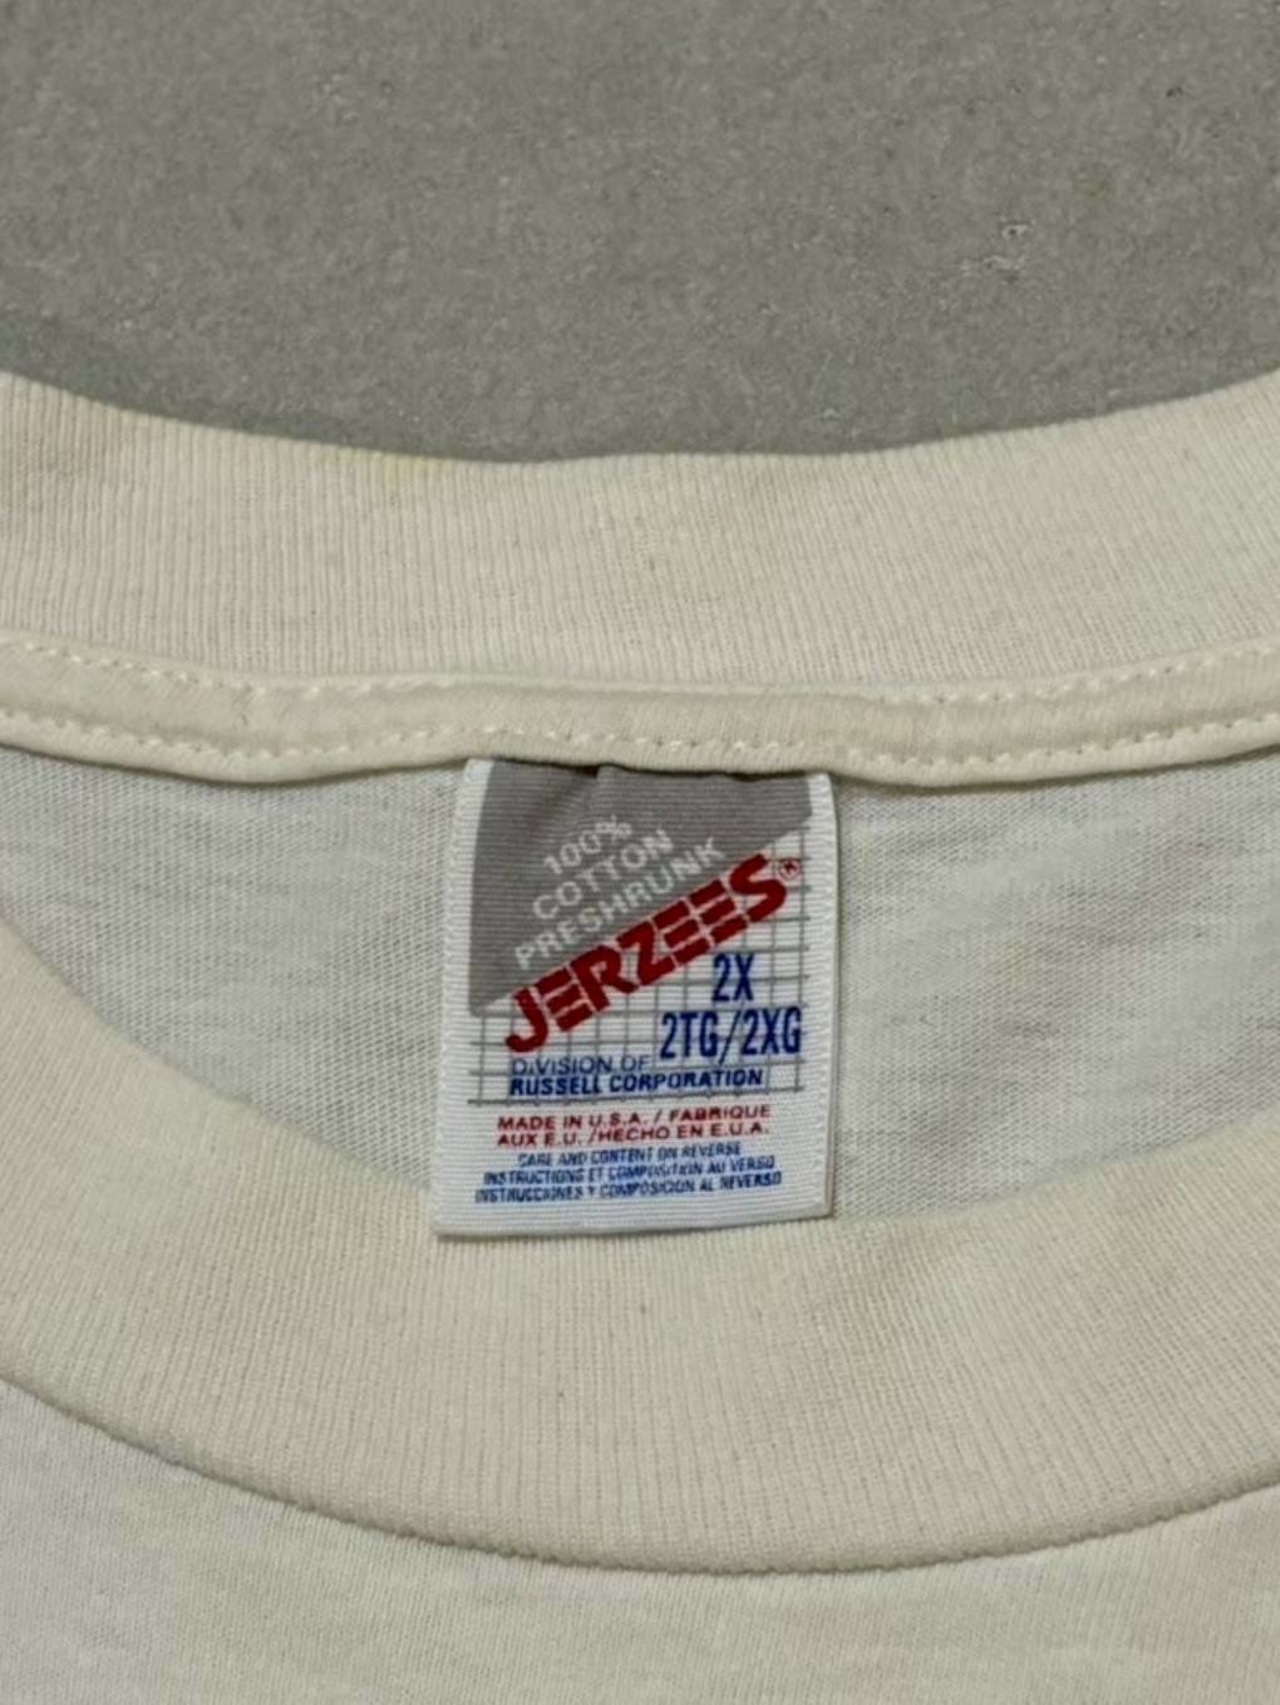 100%
COTTON
PRESHRUNK
JERZEES®
2X
2TG/2XG
DIVISION OF
RUSSELL CORPORATION
MADE IN U.S.A. / FABRIQUE
AUX E.U. /HECHO EN E.U.A.
CARE AND CONTENT ON REVERSE
INSTRUCTIONS ET COMPOSITION AU VERSO
INSTRUCCIONES Y COMPOSICION AL REVERSO